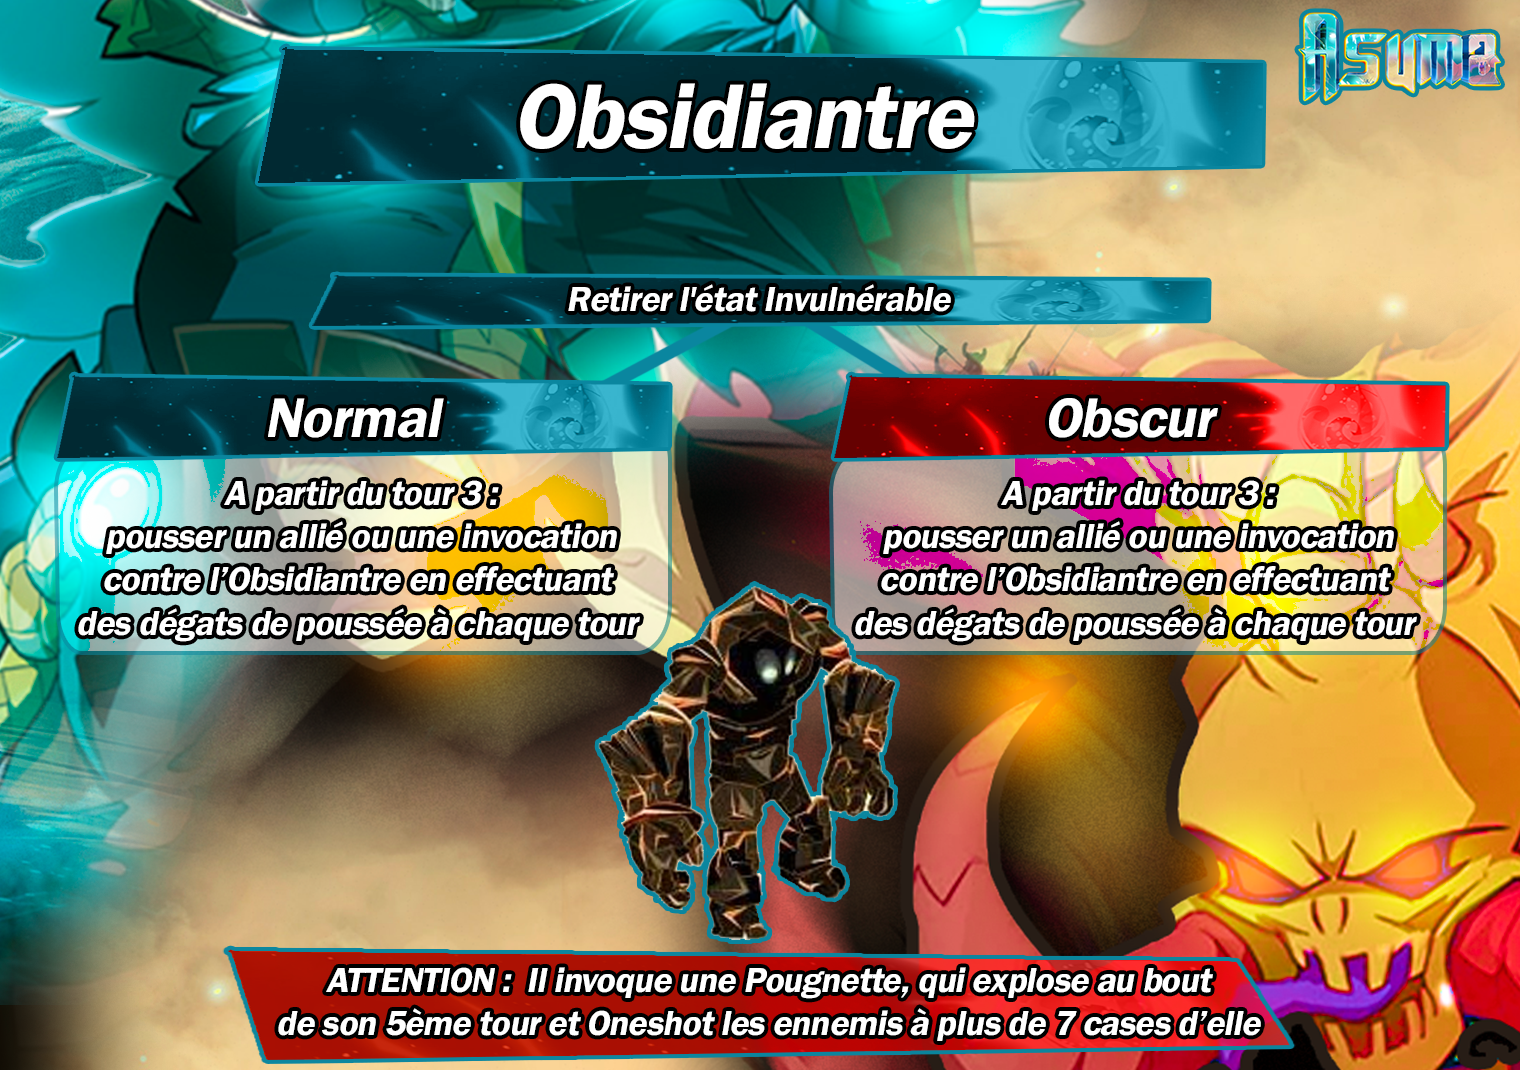 Asuma
Obsidiantre
Retirer l'état Invulnérable
Normal
A partir du tour 3 :
pousser un allié ou une invocation
contre l’Obsidiantre en effectuant
des dégats de poussée à chaque tour
Obscur
A partir du tour 3 :
pousser un allié ou une invocation
contre l’Obsidiantre en effectuant
des dégats de poussée à chaque tour
ATTENTION : Il invoque une Pougnette, qui explose au bout
de son 5ème tour et Oneshot les ennemis à plus de 7 cases d’elle